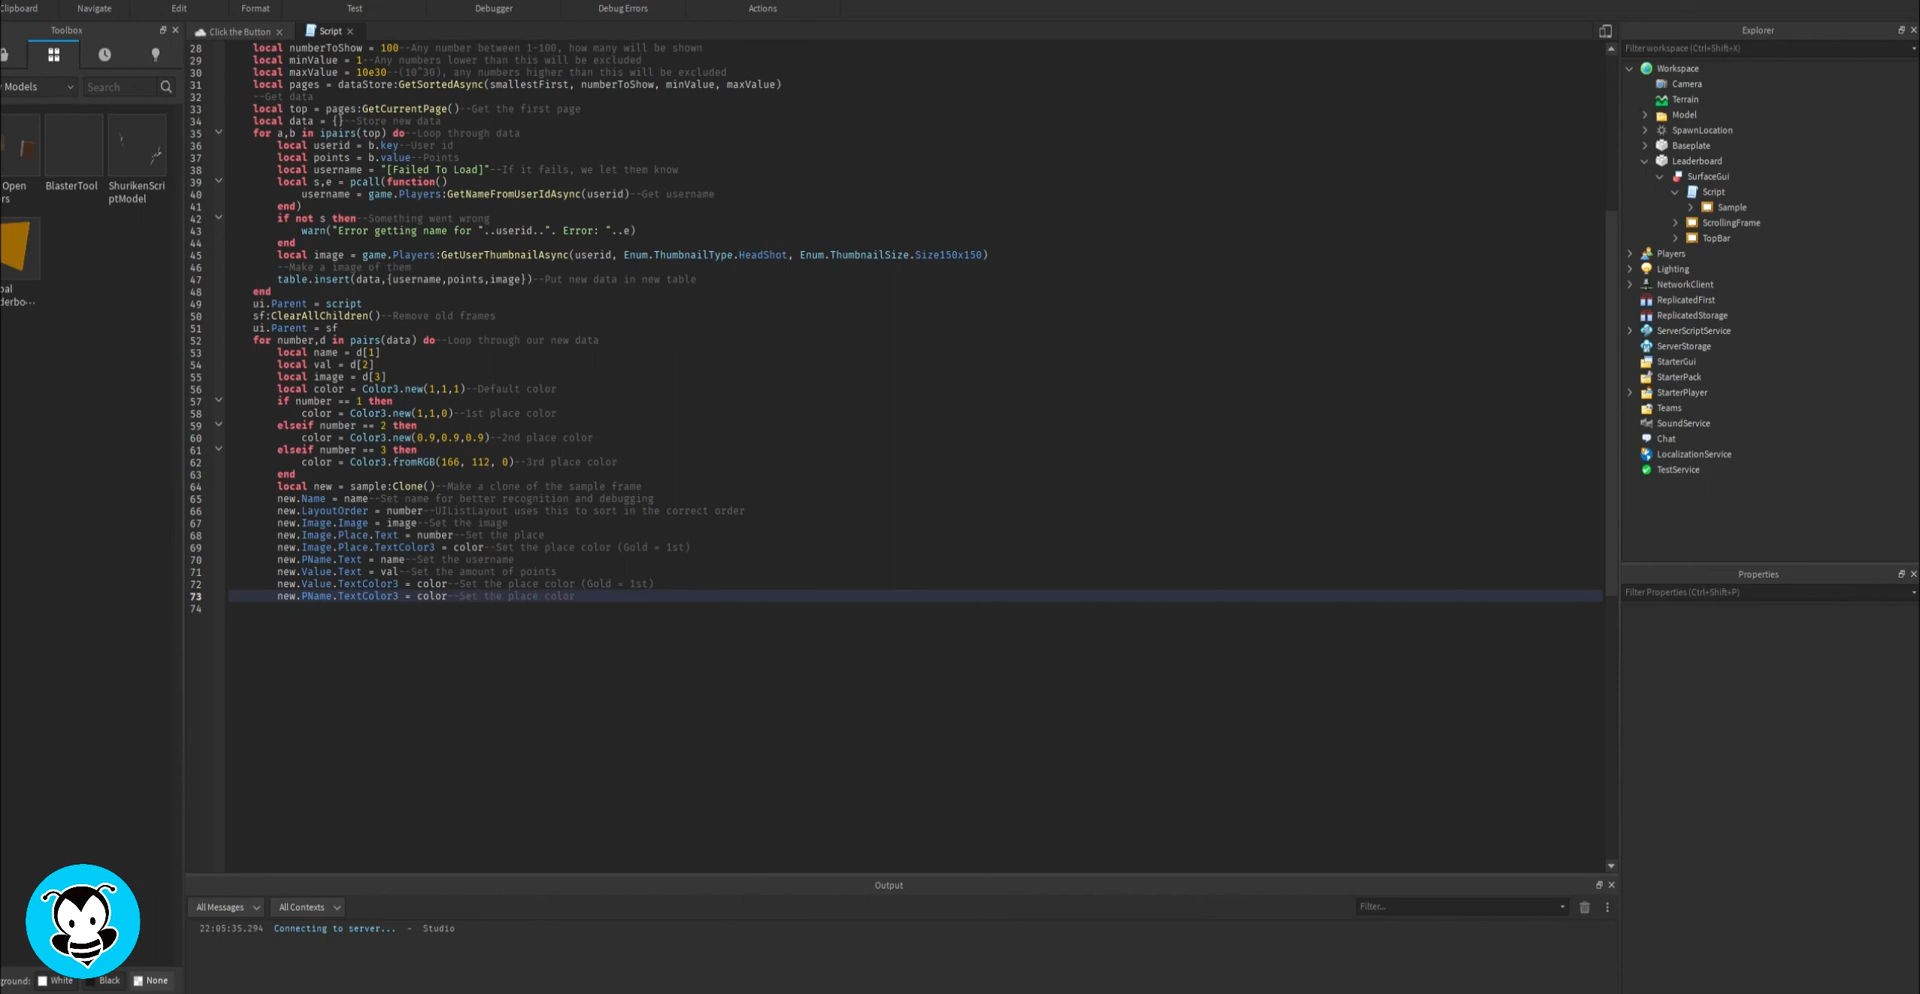 Clipboard Navigate Edit Format Test Debugger Debug Errors Actions
Toolbox
Click the Button
Script
Explorer
Models
Search
Filter workspace (Ctrl+Shift+X)
Open
BlasterTool
ShurikenScri
ptModel
28 local numberToShow = 100--Any number between 1-100, how many will be shown
29 local minValue = 1--Any numbers lower than this will be excluded
30 local maxValue = 10e30--(10^30), any numbers higher than this will be excluded
31 local pages = dataStore:GetSortedAsync(smallestFirst, numberToShow, minValue, maxValue)
32 --Get data
33 local top = pages:GetCurrentPage()--Get the first page
34 local data = {}--Store new data
35 for a,b in ipairs(top) do--Loop through data
36 local userid = b.key--User id
37 local points = b.value--Points
38 local username = "[Failed To Load]"--If it fails, we let them know
39 local s,e = pcall(function()
40 username = game.Players:GetNameFromUserIdAsync(userid)--Get username
41 end)
42 if not s then--Something went wrong
43 warn("Error getting name for "..userid..". Error: "..e)
44 end
45 local image = game.Players:GetUserThumbnailAsync(userid, Enum.ThumbnailType.HeadShot, Enum.ThumbnailSize.Size150x150)
46 --Make a image of them
47 table.insert(data,{username,points,image})--Put new data in new table
48 end
49 ui.Parent = script
50 sf:ClearAllChildren()--Remove old frames
51 ui.Parent = sf
52 for number,d in pairs(data) do--Loop through our new data
53 local name = d[1]
54 local val = d[2]
55 local image = d[3]
56 local color = Color3.new(1,1,1)--Default color
57 if number == 1 then
58 color = Color3.new(1,1,0)--1st place color
59 elseif number == 2 then
60 color = Color3.new(0.9,0.9,0.9)--2nd place color
61 elseif number == 3 then
62 color = Color3.fromRGB(166, 112, 0)--3rd place color
63 end
64 local new = sample:Clone()--Make a clone of the sample frame
65 new.Name = name--Set name for better recognition and debugging
66 new.LayoutOrder = number--UIListLayout uses this to sort in the correct order
67 new.Image.Image = image--Set the image
68 new.Image.Place.Text = number--Set the place
69 new.Image.Place.TextColor3 = color--Set the place color (Gold = 1st)
70 new.PName.Text = name--Set the username
71 new.Value.Text = val--Set the amount of points
72 new.Value.TextColor3 = color--Set the place color (Gold = 1st)
73 new.PName.TextColor3 = color--Set the place color
74
Workspace
Camera
Terrain
Model
SpawnLocation
Baseplate
Leaderboard
SurfaceGui
Script
Sample
ScrollingFrame
TopBar
Players
Lighting
NetworkClient
ReplicatedFirst
ReplicatedStorage
ServerScriptService
ServerStorage
StarterGui
StarterPack
StarterPlayer
Teams
SoundService
Chat
LocalizationService
TestService
Properties
Filter Properties (Ctrl+Shift+P)
Output
All Messages All Contexts Filter...
22:05:35.294 Connecting to server... - Studio
White Black None